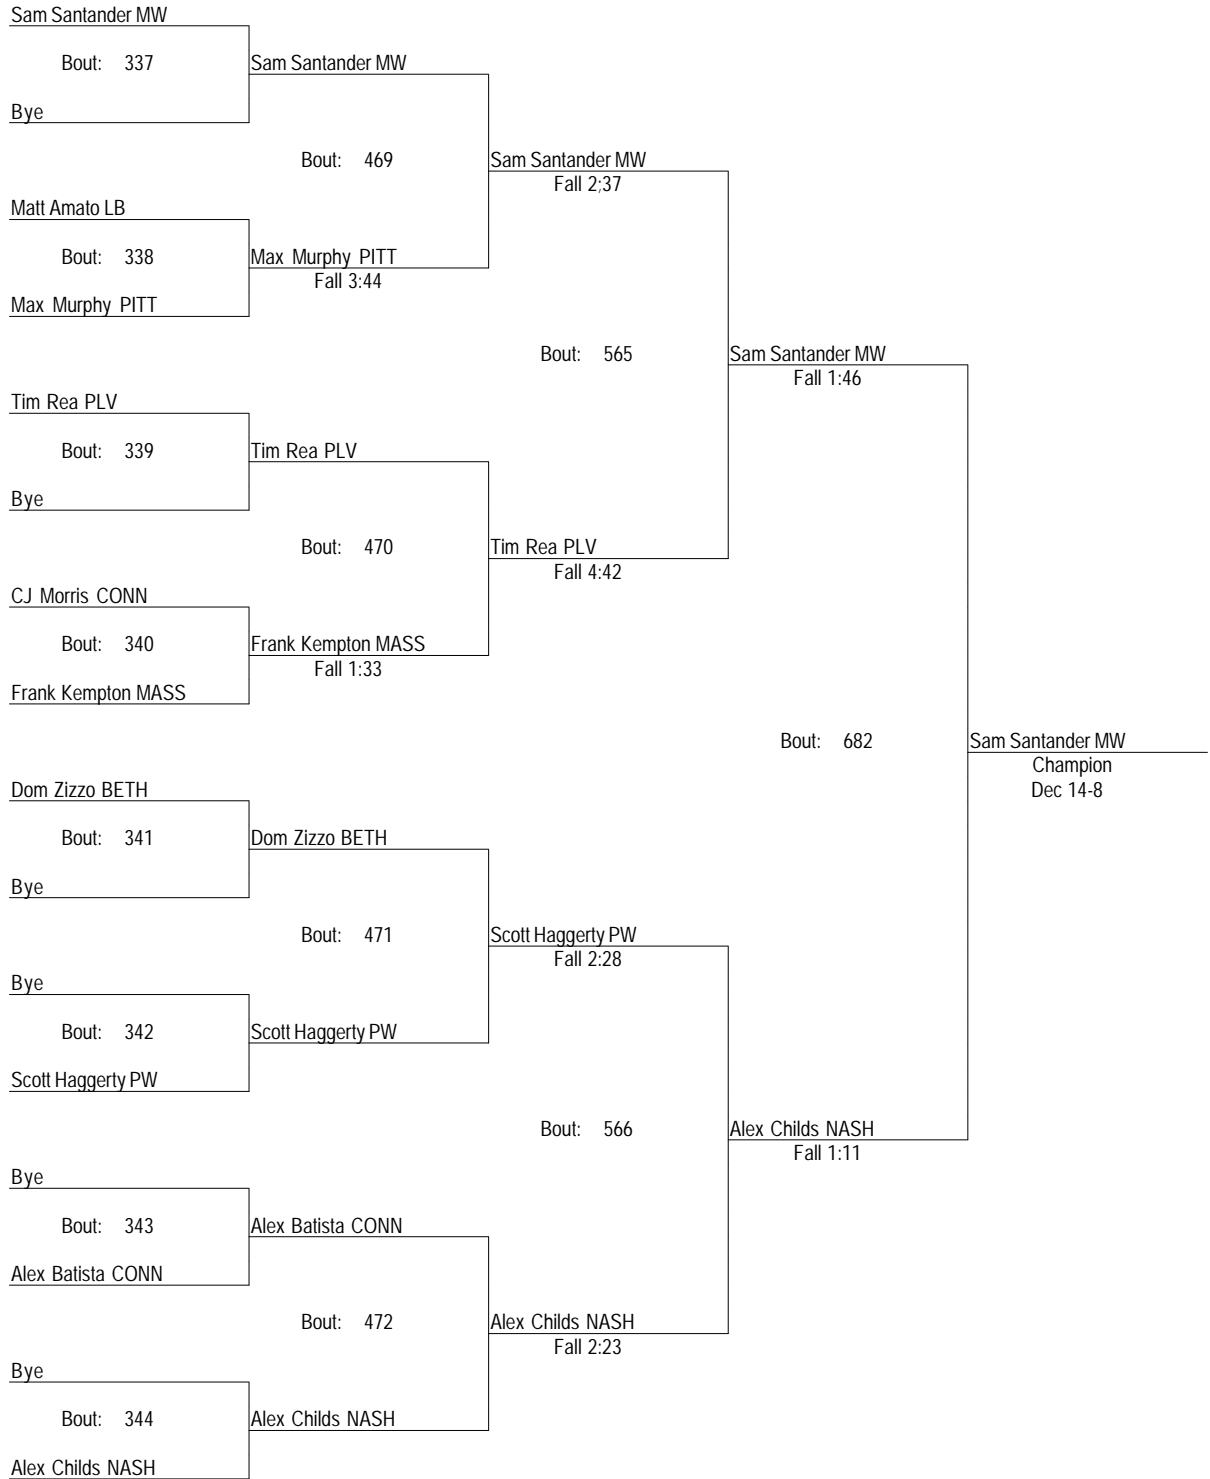 Sam Santander MW
Bout: 337 Sam Santander MW
Bye
Bout: 469 Sam Santander MW
Fall 2;37
Matt Amato LB
Bout: 338 Max Murphy PITT
Fall 3:44
Max Murphy PITT
Bout: 565 Sam Santander MW
Fall 1:46
Tim Rea PLV
Bout: 339 Tim Rea PLV
Bye
Bout: 470 Tim Rea PLV
Fall 4:42
CJ Morris CONN
Bout: 340 Frank Kempton MASS
Fall 1:33
Frank Kempton MASS
Bout: 682 Sam Santander MW
Champion
Dec 14-8
Dom Zizzo BETH
Bout: 341 Dom Zizzo BETH
Bye
Bout: 471 Scott Haggerty PW
Fall 2:28
Bye
Bout: 342 Scott Haggerty PW
Scott Haggerty PW
Bout: 566 Alex Childs NASH
Fall 1:11
Bye
Bout: 343 Alex Batista CONN
Alex Batista CONN
Bout: 472 Alex Childs NASH
Fall 2:23
Bye
Bout: 344 Alex Childs NASH
Alex Childs NASH